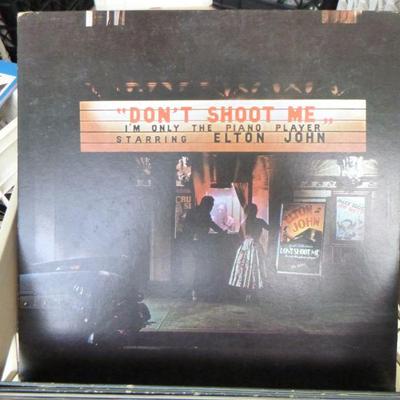 "DON'T SHOOT ME"
I'M ONLY THE PIANO PLAYER
STARRING ELTON JOHN
ELTON
JOHN
DON'T SHOOT ME